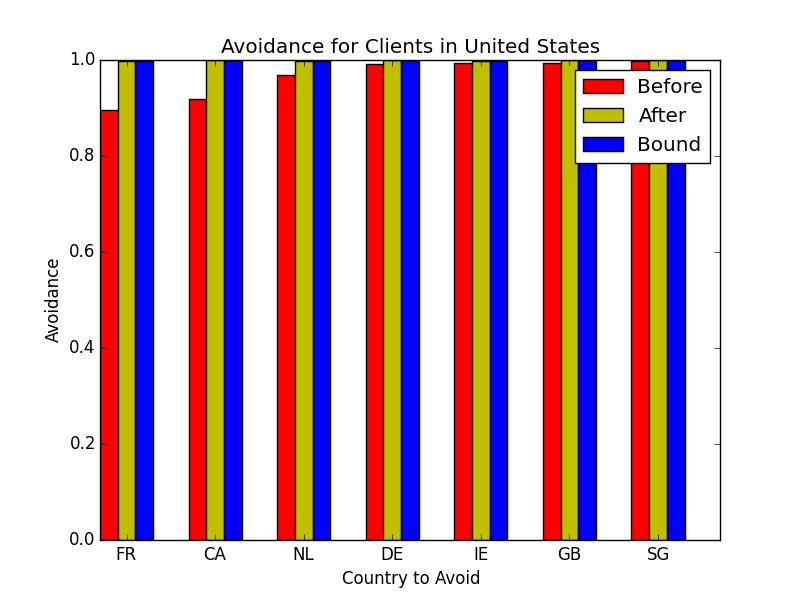 Avoidance for Clients in United States
1.0
0.8
0.6
0.4
0.2
0.0
Avoidance
Before
After
Bound
FR CA NL DE IE GB SG
Country to Avoid